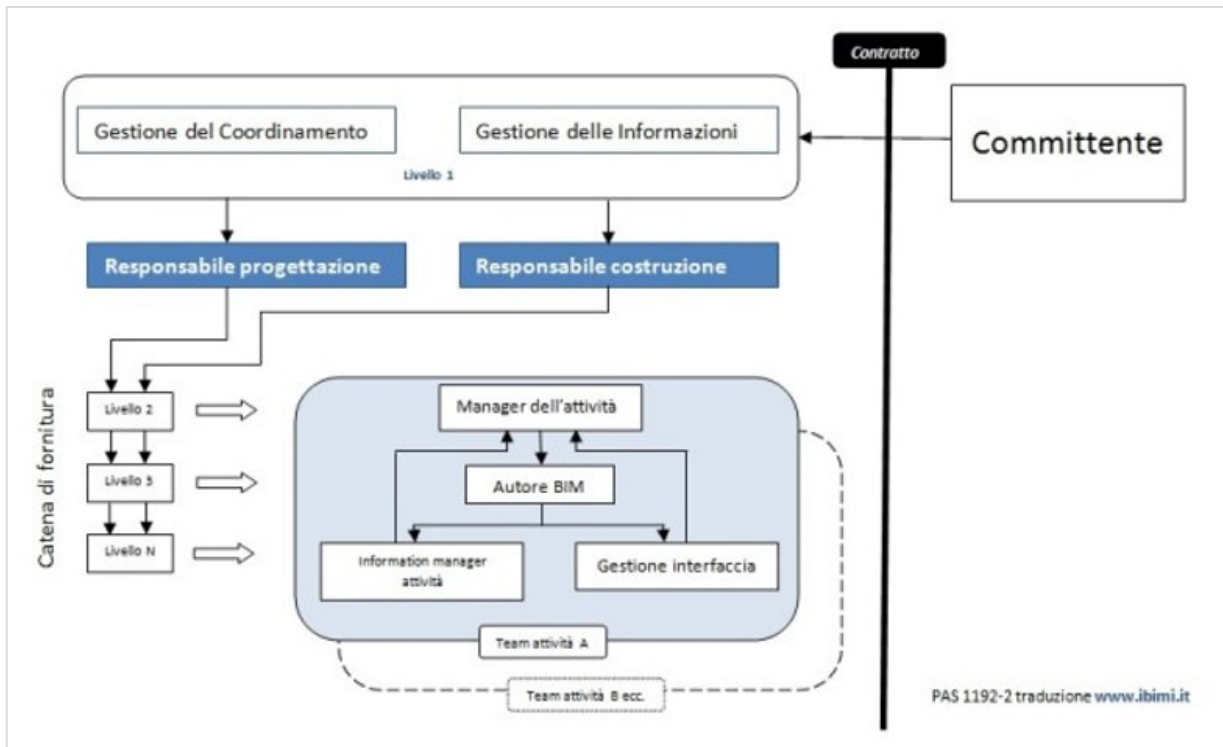 Contratto
Gestione del Coordinamento
Gestione delle Informazioni
Committente
Livello 1
Responsabile progettazione
Responsabile costruzione
Catena di fornitura
Livello 2
Manager dell'attività
Livello 3
Autore BIM
Livello N
Information manager
attività
Gestione interfaccia
Team attività A
Team attività B ecc.
PAS 1192-2 traduzione www.ibimi.it